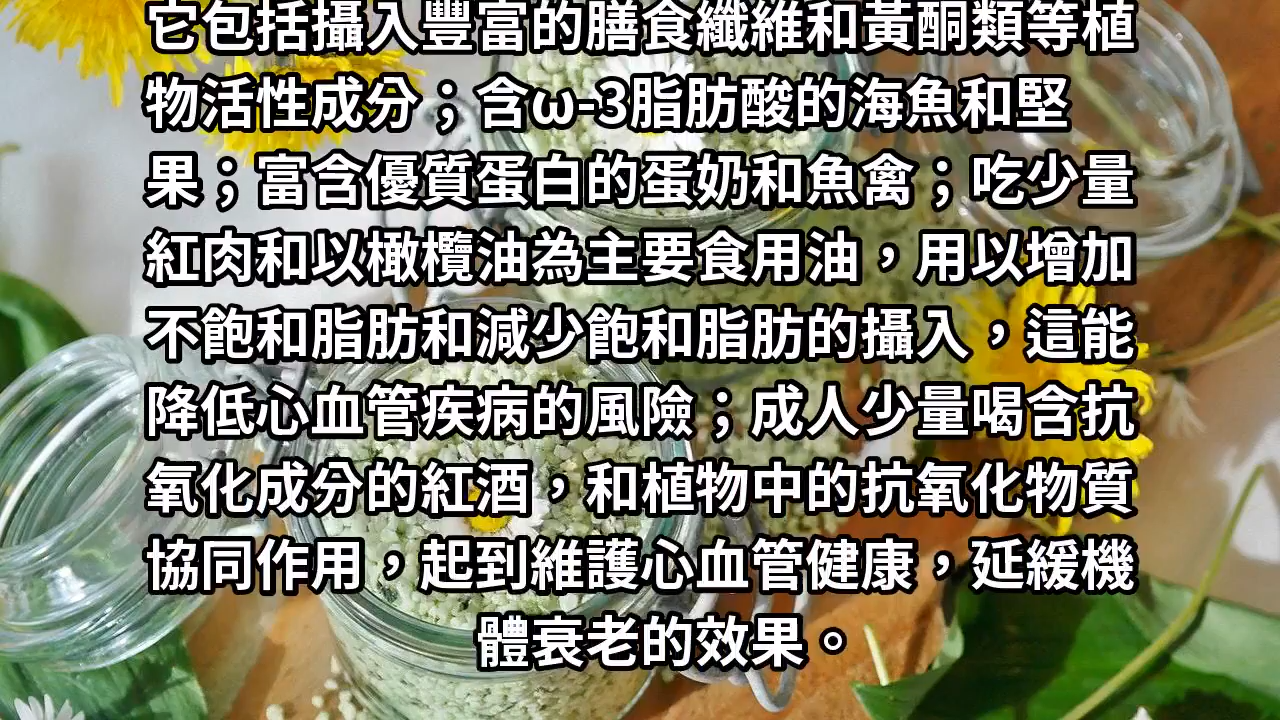 它包括攝入豐富的膳食纖維和黃酮類等植
物活性成分；含ω-3脂肪酸的海魚和堅
果；富含優質蛋白的蛋奶和魚禽；吃少量
紅肉和以橄欖油為主要食用油，用以增加
不飽和脂肪和減少飽和脂肪的攝入，這能
降低心血管疾病的風險；成人少量喝含抗
氧化成分的紅酒，和植物中的抗氧化物質
協同作用，起到維護心血管健康，延緩機
體衰老的效果。